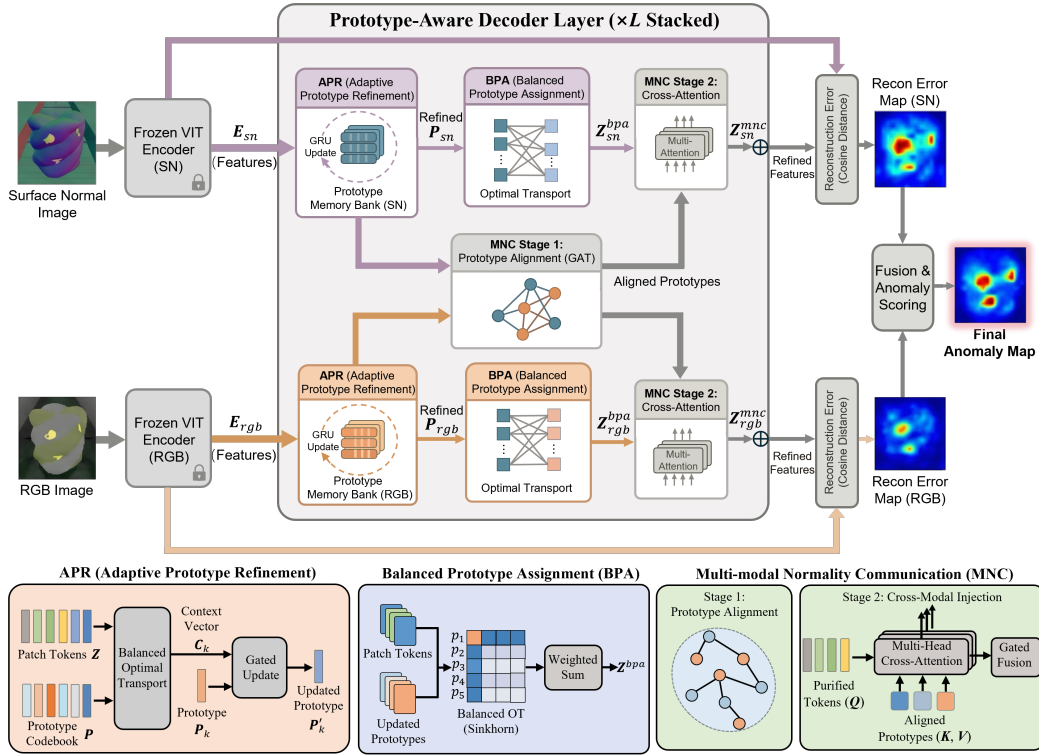 Prototype-Aware Decoder Layer (×L Stacked)
Surface Normal
Image
Frozen VIT
Encoder
(SN)
E_sn
(Features)
APR (Adaptive
Prototype Refinement)
GRU
Update
Prototype
Memory Bank (SN)
Refined
P_sn
BPA (Balanced
Prototype Assignment)
Optimal Transport
Z_sn^bpa
MNC Stage 2:
Cross-Attention
Multi-
Attention
Z_sn^mnc
Refined
Features
Reconstruction Error
(Cosine Distance)
Recon Error
Map (SN)
MNC Stage 1:
Prototype Alignment (GAT)
Aligned Prototypes
Fusion &
Anomaly
Scoring
Final
Anomaly Map
RGB Image
Frozen VIT
Encoder
(RGB)
E_rgb
(Features)
APR (Adaptive
Prototype Refinement)
GRU
Update
Prototype
Memory Bank (RGB)
Refined
P_rgb
BPA (Balanced
Prototype Assignment)
Optimal Transport
Z_rgb^bpa
MNC Stage 2:
Cross-Attention
Multi-
Attention
Z_rgb^mnc
Refined
Features
Reconstruction Error
(Cosine Distance)
Recon Error
Map (RGB)
APR (Adaptive Prototype Refinement)
Patch Tokens Z
Prototype
Codebook P
Balanced
Optimal
Transport
Context
Vector
C_k
Prototype
P_k
Gated
Update
Updated
Prototype
P'_k
Balanced Prototype Assignment (BPA)
Patch Tokens
Updated
Prototypes
p1
p2
p3
p4
p5
Balanced OT
(Sinkhorn)
Weighted
Sum
Z^bpa
Multi-modal Normality Communication (MNC)
Stage 1:
Prototype Alignment
Stage 2: Cross-Modal Injection
Purified
Tokens (Q)
Multi-Head
Cross-Attention
Gated
Fusion
Aligned
Prototypes (K, V)